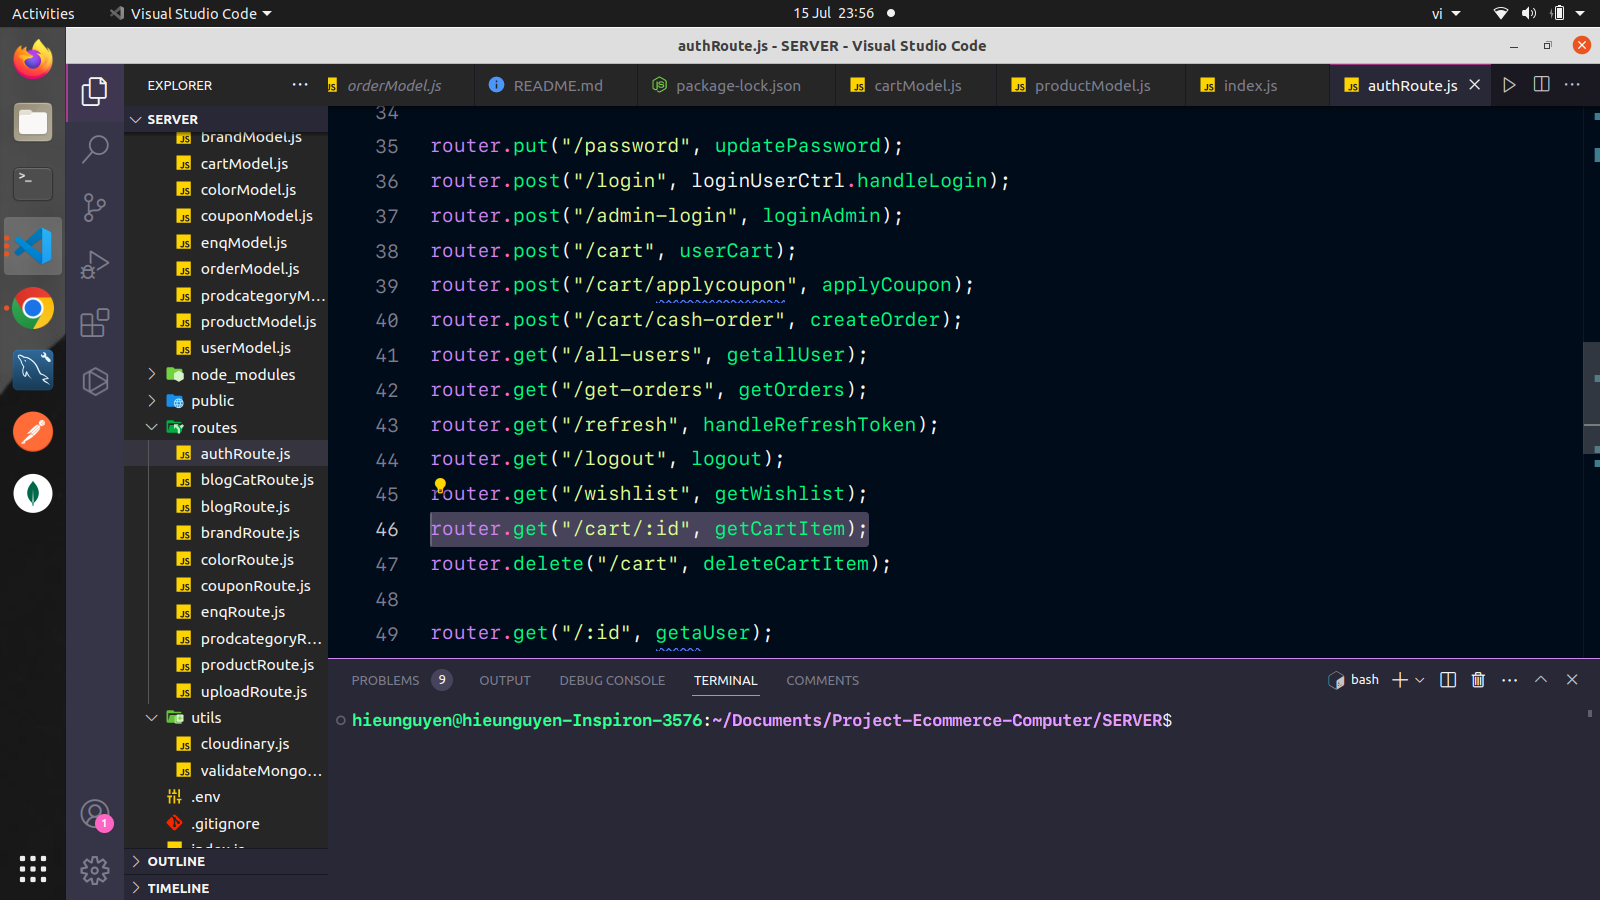 Activities
Visual Studio Code
15 Jul 23:56
vi
authRoute.js - SERVER - Visual Studio Code
EXPLORER
orderModel.js
README.md
package-lock.json
cartModel.js
productModel.js
index.js
authRoute.js
SERVER
brandModel.js
cartModel.js
colorModel.js
couponModel.js
enqModel.js
orderModel.js
prodcategoryM...
productModel.js
userModel.js
node_modules
public
routes
authRoute.js
blogCatRoute.js
blogRoute.js
brandRoute.js
colorRoute.js
couponRoute.js
enqRoute.js
prodcategoryR...
productRoute.js
uploadRoute.js
utils
cloudinary.js
validateMongo...
.env
.gitignore
index.js
OUTLINE
TIMELINE
1
34
35 router.put("/password", updatePassword);
36 router.post("/login", loginUserCtrl.handleLogin);
37 router.post("/admin-login", loginAdmin);
38 router.post("/cart", userCart);
39 router.post("/cart/applycoupon", applyCoupon);
40 router.post("/cart/cash-order", createOrder);
41 router.get("/all-users", getallUser);
42 router.get("/get-orders", getOrders);
43 router.get("/refresh", handleRefreshToken);
44 router.get("/logout", logout);
45 router.get("/wishlist", getWishlist);
46 router.get("/cart/:id", getCartItem);
47 router.delete("/cart", deleteCartItem);
48
49 router.get("/:id", getaUser);
PROBLEMS 9 OUTPUT DEBUG CONSOLE TERMINAL COMMENTS
bash
hieunguyen@hieunguyen-Inspiron-3576:~/Documents/Project-Ecommerce-Computer/SERVER$